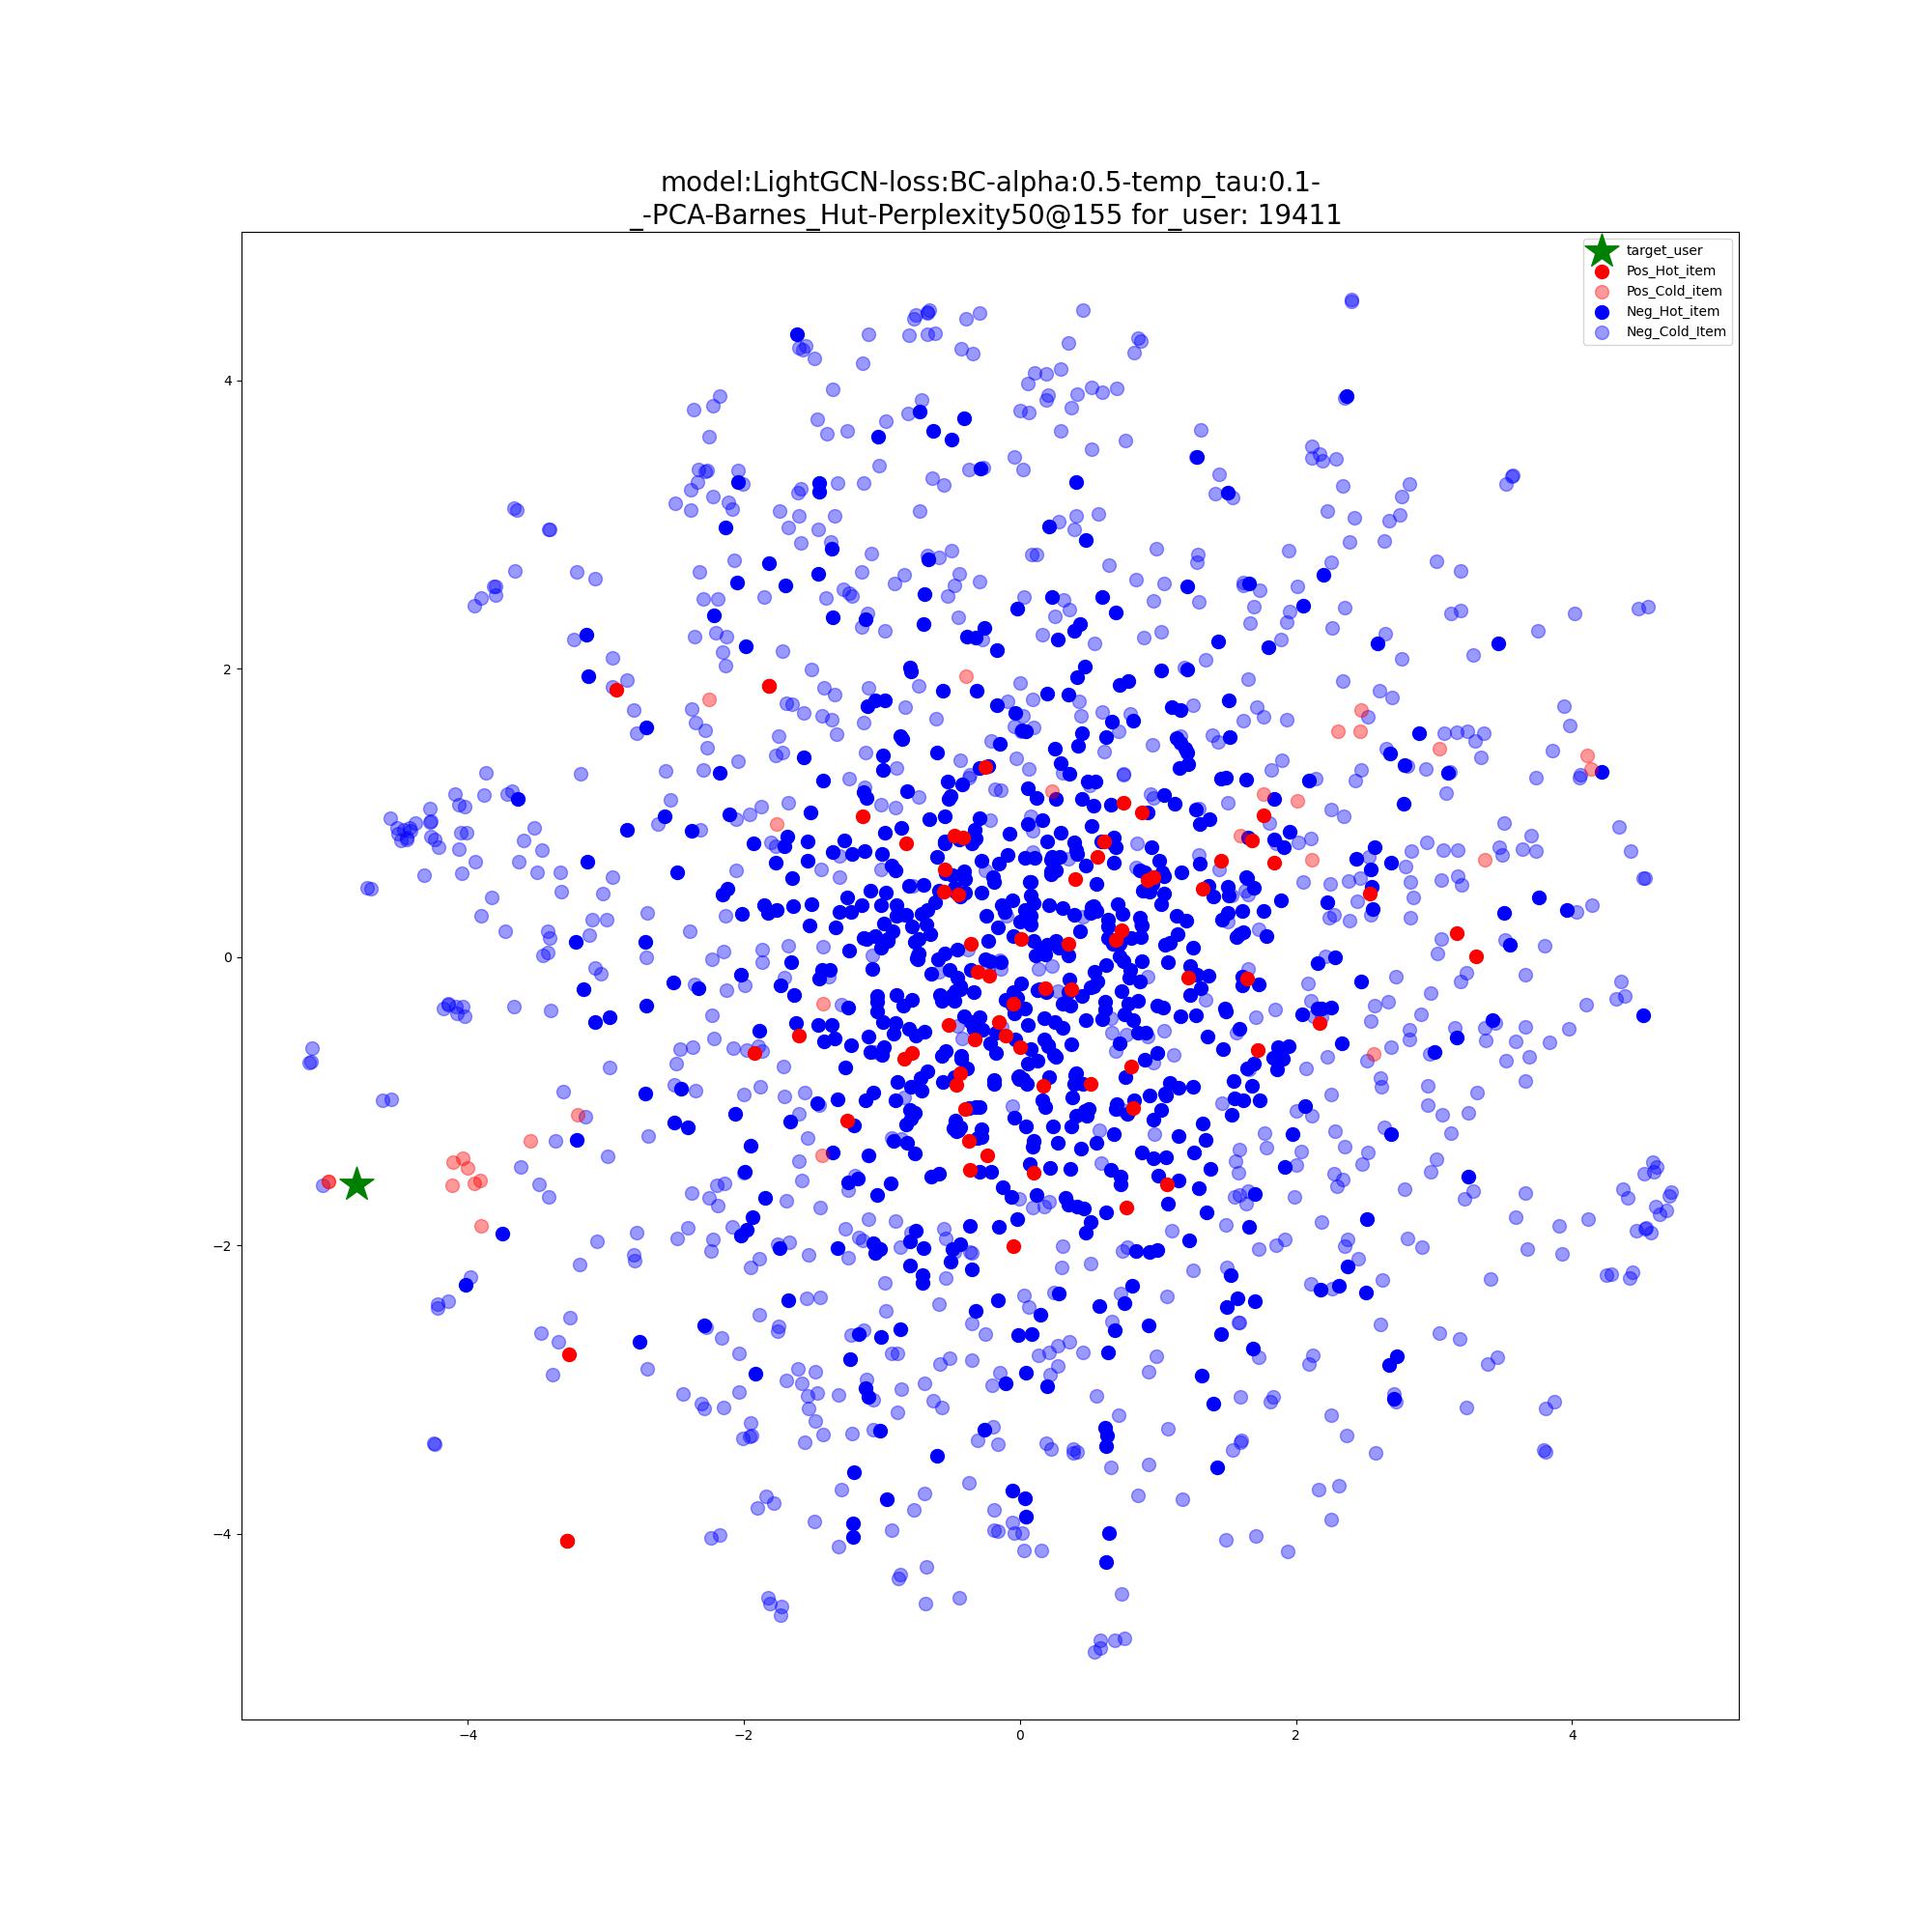 model:LightGCN-loss:BC-alpha:0.5-temp_tau:0.1-
_-PCA-Barnes_Hut-Perplexity50@155 for_user: 19411
target_user
Pos_Hot_item
Pos_Cold_item
Neg_Hot_item
Neg_Cold_Item
4
2
0
−2
−4
−4
−2
0
2
4